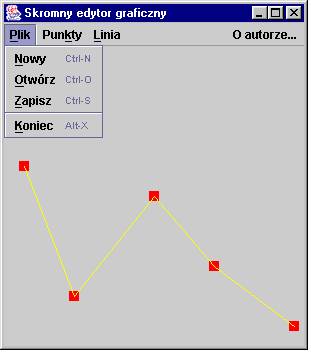 Skromny edytor graficzny
Plik Punkty Linia O autorze...
Nowy Ctrl-N
Otwórz Ctrl-O
Zapisz Ctrl-S
Koniec Alt-X